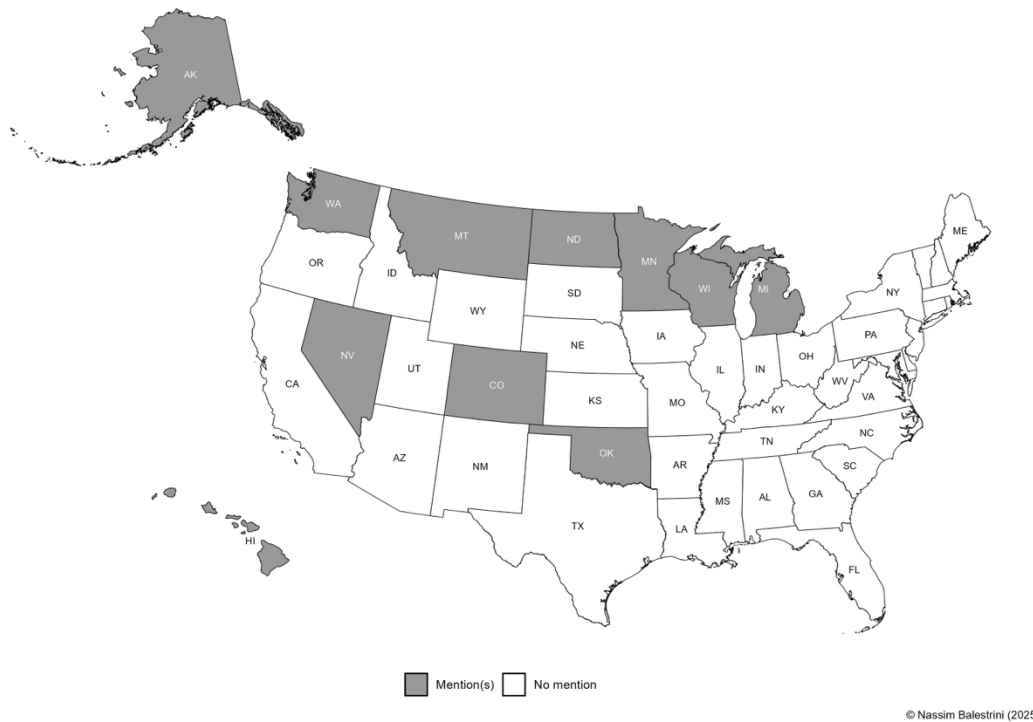 AK
WA
MT
ND
MN
ME
OR
ID
WI
MI
SD
NY
WY
IA
PA
NE
OH
NV
IL
IN
UT
CO
WV
CA
VA
KS
MO
KY
NC
TN
AZ
OK
NM
AR
SC
GA
MS
AL
TX
LA
HI
FL
Mention(s) No mention
© Nassim Balestrini (2025